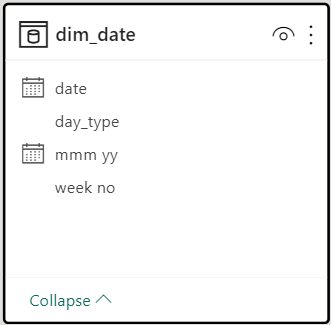 dim_date
date
day_type
mmm yy
week no
Collapse